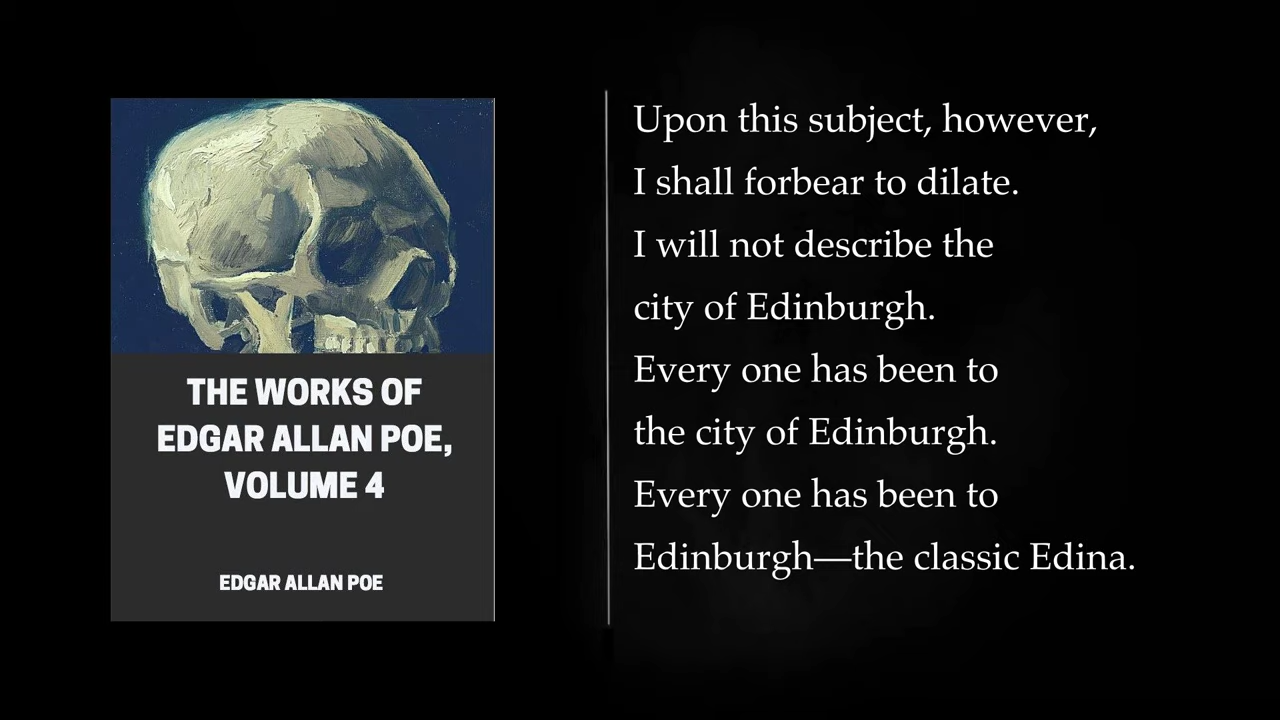 THE WORKS OF
EDGAR ALLAN POE,
VOLUME 4
EDGAR ALLAN POE
Upon this subject, however,
I shall forbear to dilate.
I will not describe the
city of Edinburgh.
Every one has been to
the city of Edinburgh.
Every one has been to
Edinburgh—the classic Edina.